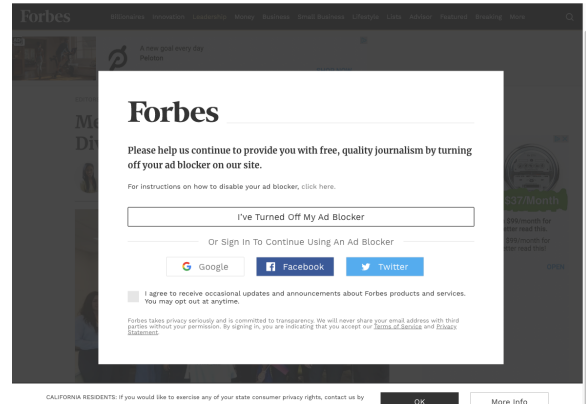 Forbes
Billionaires Innovation Leadership Money Business Small Business Lifestyle Lists Advisor Featured Breaking More
A new goal every day
Peloton
Forbes
Please help us continue to provide you with free, quality journalism by turning
off your ad blocker on our site.
For instructions on how to disable your ad blocker, click here.
I've Turned Off My Ad Blocker
Or Sign In To Continue Using An Ad Blocker
Google
Facebook
Twitter
I agree to receive occasional updates and announcements about Forbes products and services.
You may opt out at anytime.
Forbes takes privacy seriously and is committed to transparency. We will never share your email address with third
parties without your permission. By signing in, you are indicating that you accept our Terms of Service and Privacy
Statement.
$37/Month
OPEN
CALIFORNIA RESIDENTS: If you would like to exercise any of your state consumer privacy rights, contact us by
OK
More Info